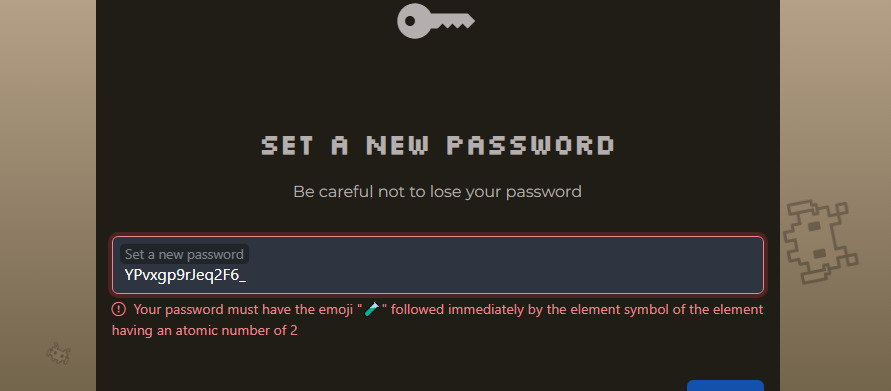 SET A NEW PASSWORD
Be careful not to lose your password
Set a new password
YPvxgp9rJeq2F6_
Your password must have the emoji "🧪" followed immediately by the element symbol of the element
having an atomic number of 2